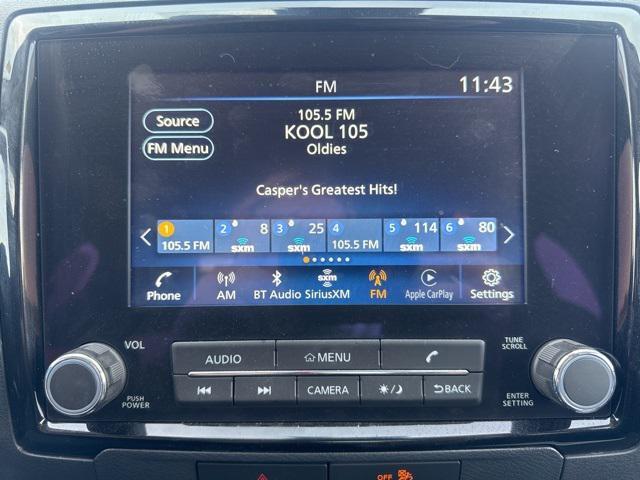 FM
11:43
Source
FM Menu
105.5 FM
KOOL 105
Oldies
Casper's Greatest Hits!
1
105.5 FM
2 8
sxm
3 25
sxm
4
105.5 FM
5 114
sxm
6 80
sxm
Phone
AM
BT Audio
sxm
SiriusXM
FM
Apple CarPlay
Settings
VOL
PUSH
POWER
AUDIO
MENU
CAMERA
BACK
TUNE
SCROLL
ENTER
SETTING
OFF